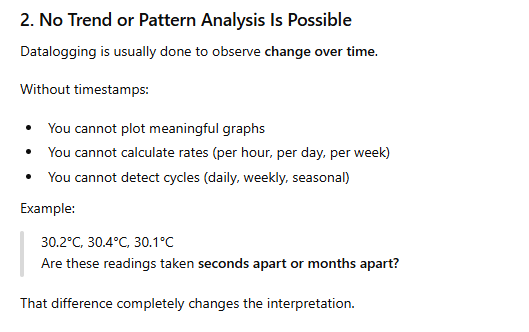 2. No Trend or Pattern Analysis Is Possible
Datalogging is usually done to observe change over time.
Without timestamps:
• You cannot plot meaningful graphs
• You cannot calculate rates (per hour, per day, per week)
• You cannot detect cycles (daily, weekly, seasonal)
Example:
30.2°C, 30.4°C, 30.1°C
Are these readings taken seconds apart or months apart?
That difference completely changes the interpretation.